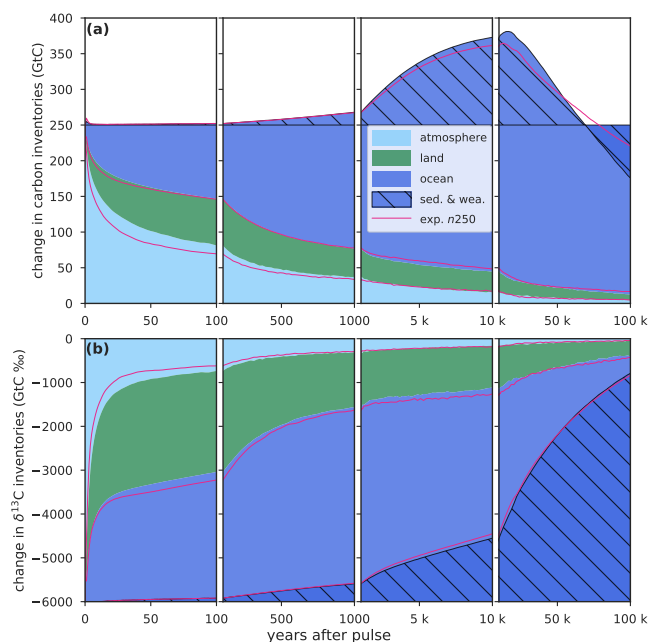 (a)
change in carbon inventories (GtC)
400
350
300
250
200
150
100
50
0
atmosphere
land
ocean
sed. & wea.
exp. n250
0 50 100 500 1000 5 k 10 k 50 k 100 k
(b)
change in δ13C inventories (GtC ‰)
0
−1000
−2000
−3000
−4000
−5000
−6000
0 50 100 500 1000 5 k 10 k 50 k 100 k
years after pulse